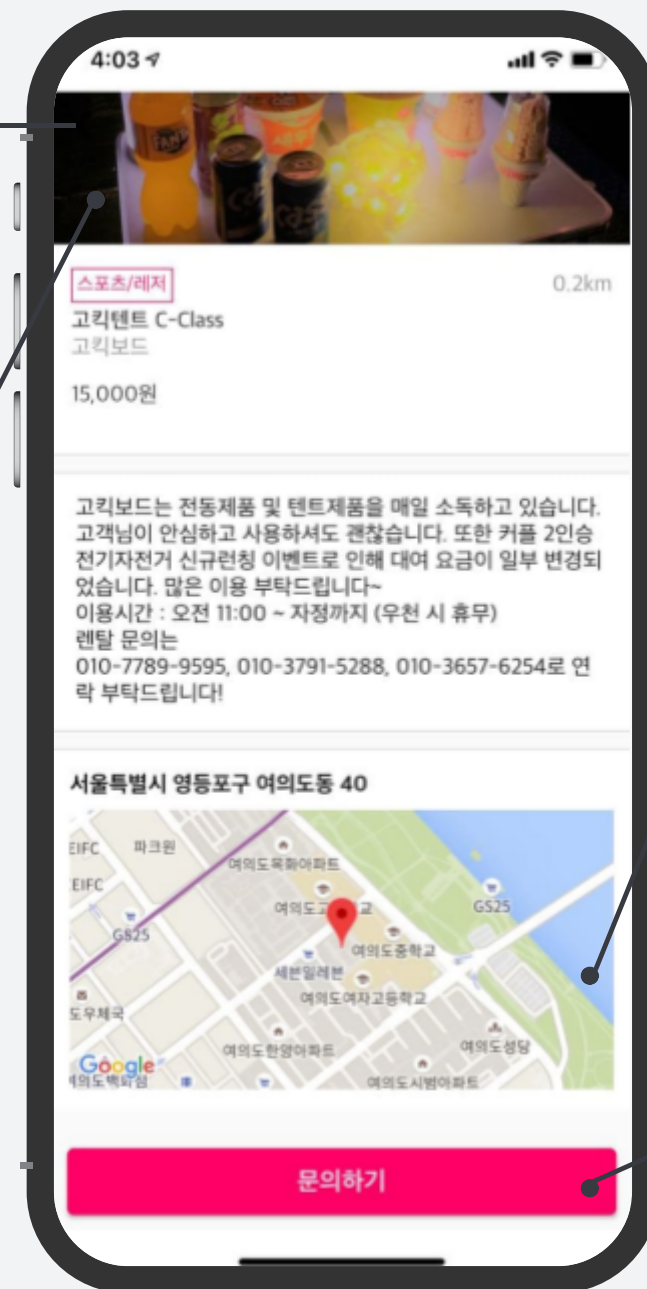 4:03
FANTA
cass
cass
스포츠/레저
0.2km
고킥텐트 C-Class
고킥보드
15,000원
고킥보드는 전동제품 및 텐트제품을 매일 소독하고 있습니다.
고객님이 안심하고 사용하셔도 괜찮습니다. 또한 커플 2인승
전기자전거 신규런칭 이벤트로 인해 대여 요금이 일부 변경되
었습니다. 많은 이용 부탁드립니다~
이용시간 : 오전 11:00 ~ 자정까지 (우천 시 휴무)
렌탈 문의는
010-7789-9595, 010-3791-5288, 010-3657-6254로 연
락 부탁드립니다!
서울특별시 영등포구 여의도동 40
EIFC
파크원
여의도목화아파트
EIFC
GS25
GS25
여의도중학교
세븐일레븐
여의도여자고등학교
도우체국
여의도한양아파트
여의도성당
Google
여의도시범아파트
문의하기